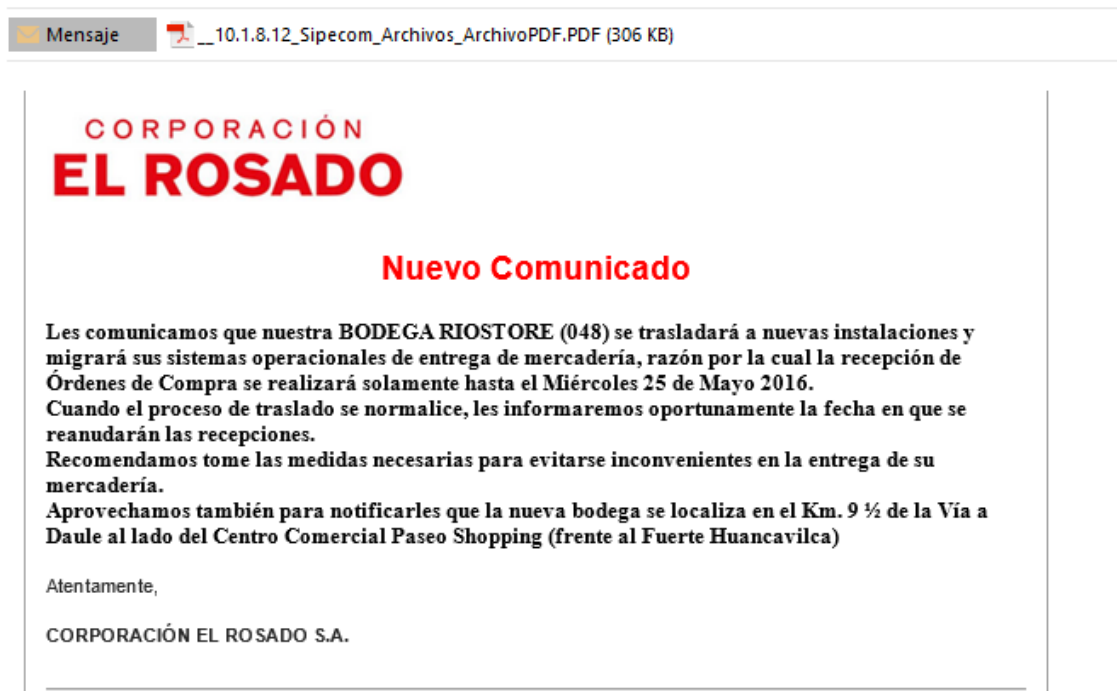 Mensaje __10.1.8.12_Sipecom_Archivos_ArchivoPDF.PDF (306 KB)
CORPORACIÓN
EL ROSADO
Nuevo Comunicado
Les comunicamos que nuestra BODEGA RIOSTORE (048) se trasladará a nuevas instalaciones y
migrará sus sistemas operacionales de entrega de mercadería, razón por la cual la recepción de
Órdenes de Compra se realizará solamente hasta el Miércoles 25 de Mayo 2016.
Cuando el proceso de traslado se normalice, les informaremos oportunamente la fecha en que se
reanudarán las recepciones.
Recomendamos tome las medidas necesarias para evitarse inconvenientes en la entrega de su
mercadería.
Aprovechamos también para notificarles que la nueva bodega se localiza en el Km. 9 ½ de la Vía a
Daule al lado del Centro Comercial Paseo Shopping (frente al Fuerte Huancavilca)
Atentamente,
CORPORACIÓN EL ROSADO S.A.